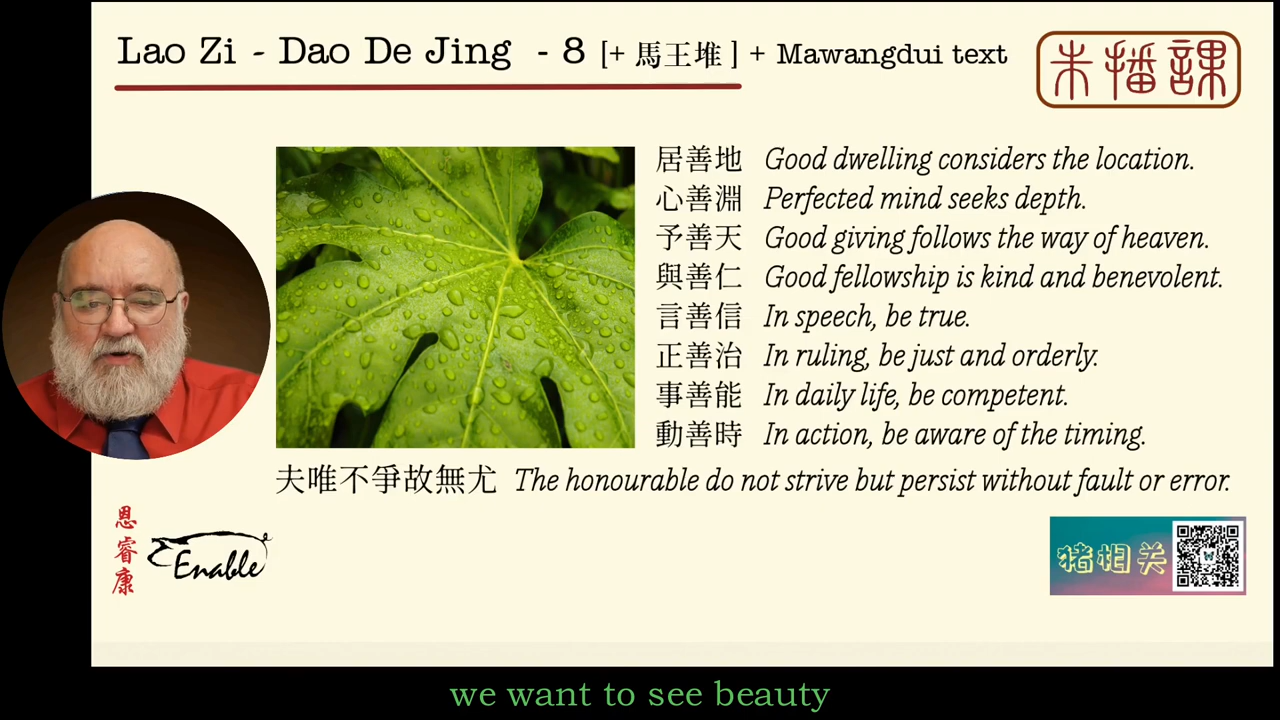 Lao Zi - Dao De Jing - 8 [+ 馬王堆] + Mawangdui text
未播課
居善地 Good dwelling considers the location.
心善淵 Perfected mind seeks depth.
予善天 Good giving follows the way of heaven.
與善仁 Good fellowship is kind and benevolent.
言善信 In speech, be true.
正善治 In ruling, be just and orderly.
事善能 In daily life, be competent.
動善時 In action, be aware of the timing.
夫唯不爭故無尤 The honourable do not strive but persist without fault or error.
恩睿康
Enable
猪相关
we want to see beauty